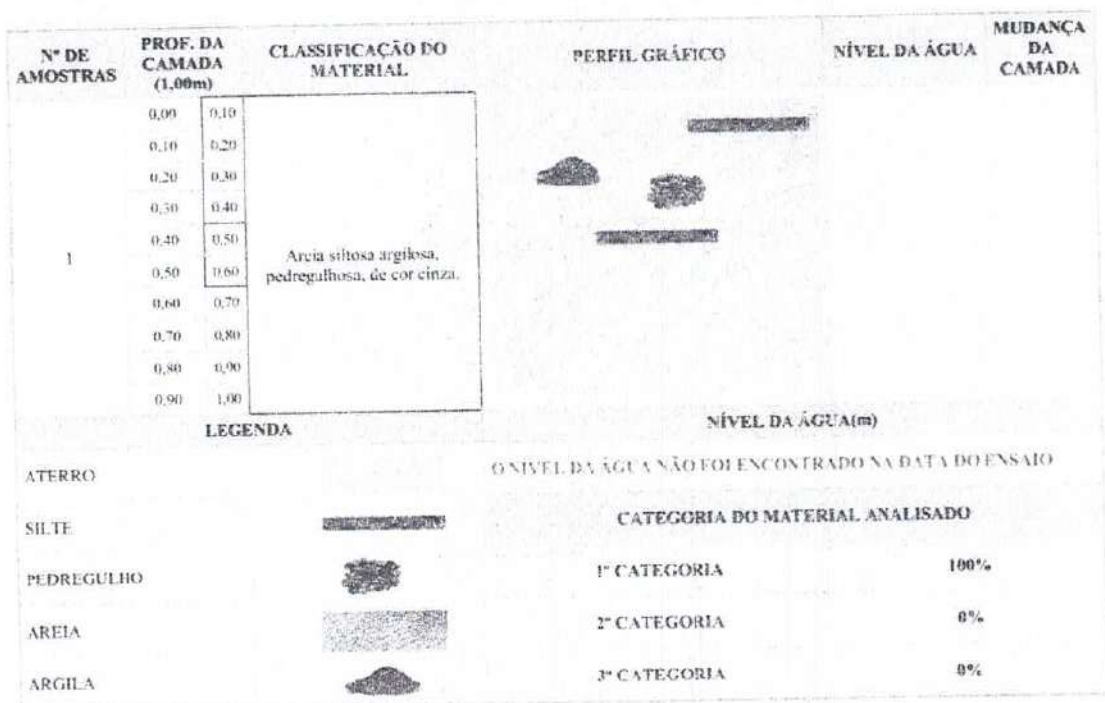 Nº DE AMOSTRAS
PROF. DA CAMADA (1,00m)
CLASSIFICAÇÃO DO MATERIAL
PERFIL GRÁFICO
NÍVEL DA ÁGUA
MUDANÇA DA CAMADA
1
0,00 0,10
0,10 0,20
0,20 0,30
0,30 0,40
0,40 0,50
0,50 0,60
0,60 0,70
0,70 0,80
0,80 0,90
0,90 1,00
Areia siltosa argilosa,
pedregulhosa, de cor cinza.
LEGENDA
NÍVEL DA ÁGUA(m)
ATERRO
O NÍVEL DA ÁGUA NÃO FOI ENCONTRADO NA DATA DO ENSAIO
SILTE
CATEGORIA DO MATERIAL ANALISADO
PEDREGULHO
1ª CATEGORIA 100%
AREIA
2ª CATEGORIA 0%
ARGILA
3ª CATEGORIA 0%